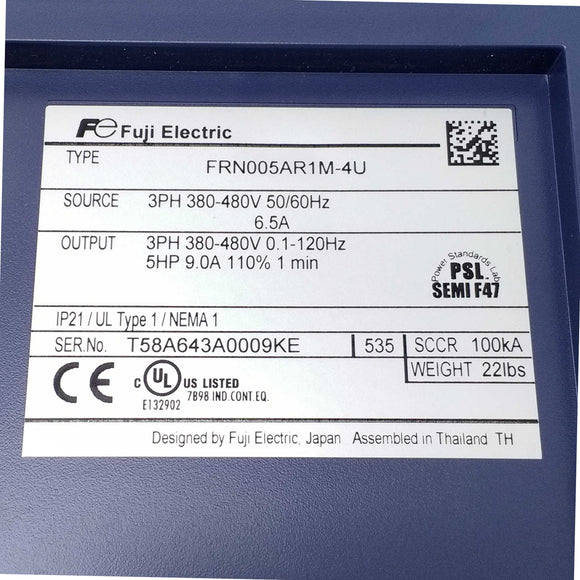 Fe Fuji Electric
TYPE FRN005AR1M-4U
SOURCE 3PH 380-480V 50/60Hz
6.5A
OUTPUT 3PH 380-480V 0.1-120Hz
5HP 9.0A 110% 1 min
Power Standards Lab
PSL
SEMI F47
IP21 / UL Type 1 / NEMA 1
SER.No. T58A643A0009KE 535 SCCR 100kA
WEIGHT 22lbs
CE
C UL US LISTED
7B98 IND.CONT.EQ.
E132902
Designed by Fuji Electric, Japan Assembled in Thailand TH